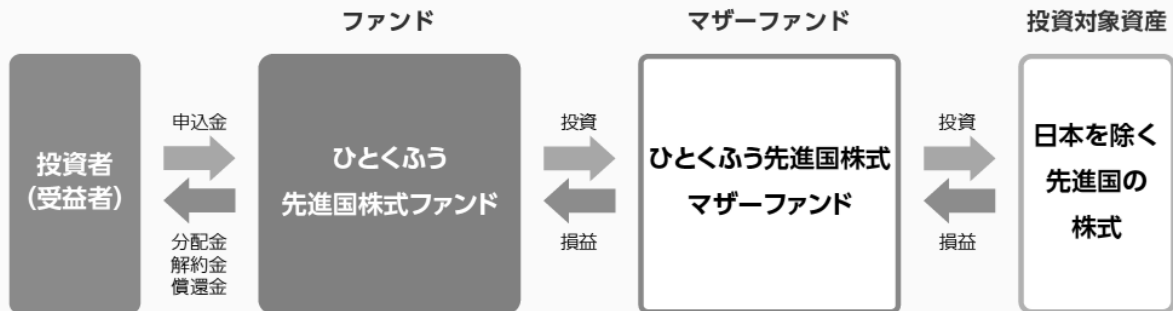 ファンド
マザーファンド
投資対象資産
投資者
(受益者)
申込金
分配金
解約金
償還金
ひとくふう
先進国株式ファンド
投資
損益
ひとくふう先進国株式
マザーファンド
投資
損益
日本を除く
先進国の
株式